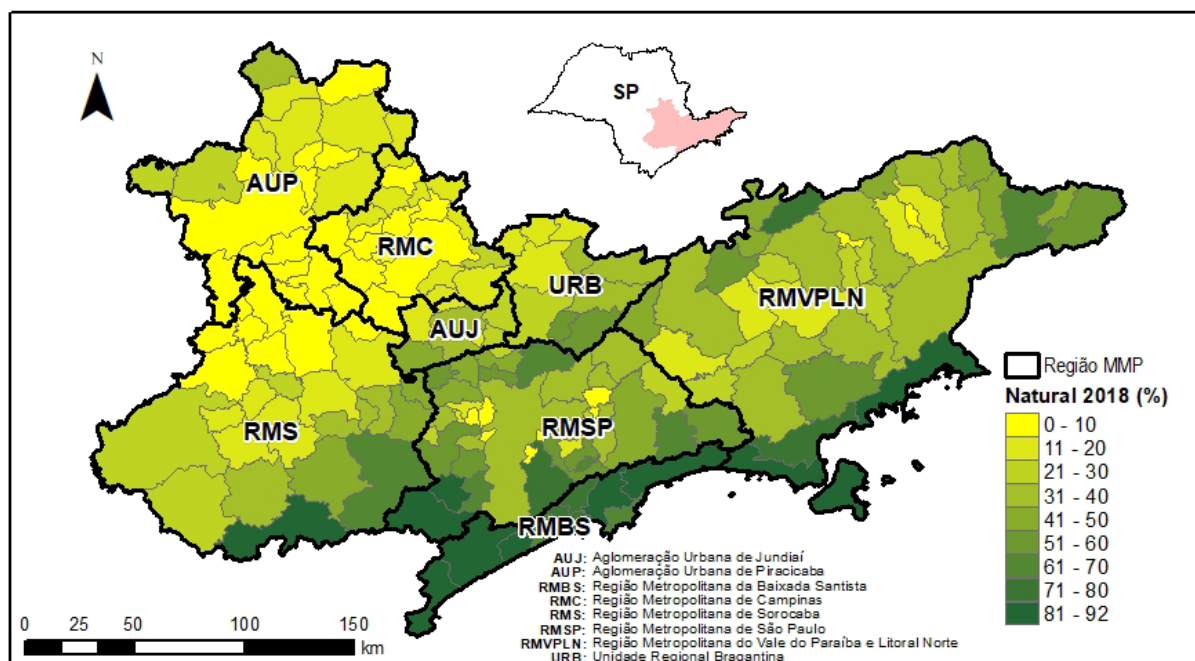 N
SP
AUP
RMC
URB
AUJ
RMVPLN
RMS
RMSP
RMBS
Região MMP
Natural 2018 (%)
0 - 10
11 - 20
21 - 30
31 - 40
41 - 50
51 - 60
61 - 70
71 - 80
81 - 92
AUJ: Aglomeração Urbana de Jundiaí
AUP: Aglomeração Urbana de Piracicaba
RMBS: Região Metropolitana da Baixada Santista
RMC: Região Metropolitana de Campinas
RMS: Região Metropolitana de Sorocaba
RMSP: Região Metropolitana de São Paulo
RMVPLN: Região Metropolitana do Vale do Paraíba e Litoral Norte
URB: Unidade Regional Bragantina
0 25 50 100 150
km